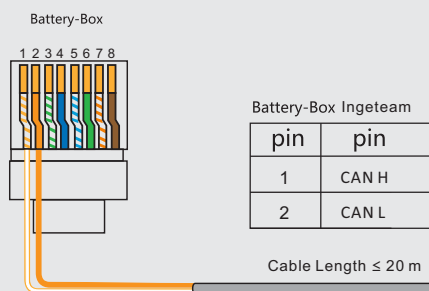 Battery-Box
1 2 3 4 5 6 7 8
Battery-Box Ingeteam
pin pin
1 CAN H
2 CAN L
Cable Length ≤ 20 m